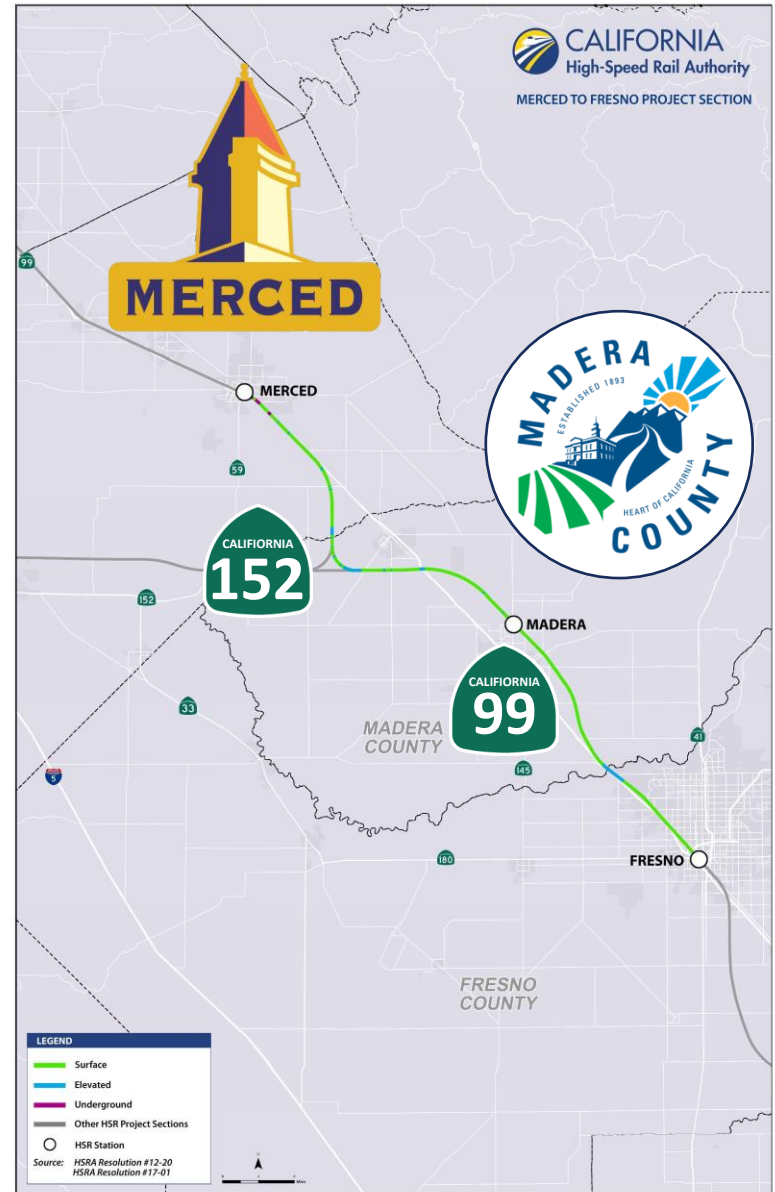 CALIFORNIA
High-Speed Rail Authority
MERCED TO FRESNO PROJECT SECTION
99
MERCED
MADERA
ESTABLISHED 1893
HEART OF CALIFORNIA
COUNTY
MERCED
59
CALIFIORNIA
152
152
MADERA
CALIFIORNIA
99
33
MADERA
COUNTY
41
5
145
180
FRESNO
FRESNO
COUNTY
LEGEND
Surface
Elevated
Underground
Other HSR Project Sections
HSR Station
Source: HSRA Resolution #12-20
HSRA Resolution #17-01